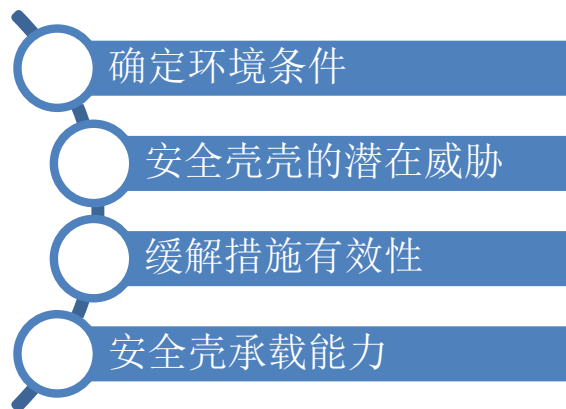 确定环境条件
安全壳壳的潜在威胁
缓解措施有效性
安全壳承载能力